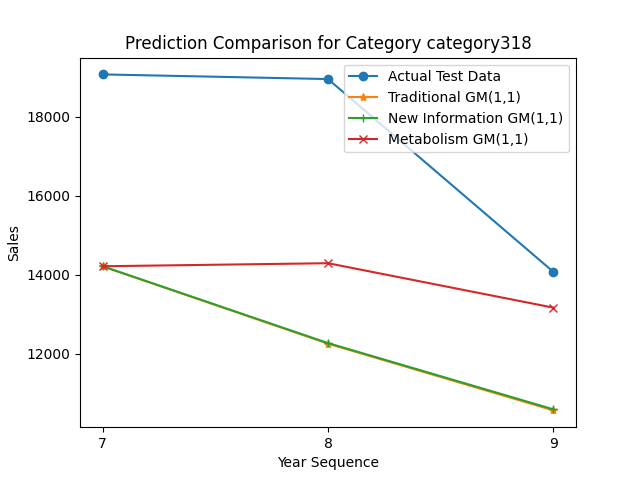 Prediction Comparison for Category category318
Actual Test Data
Traditional GM(1,1)
New Information GM(1,1)
Metabolism GM(1,1)
18000
16000
14000
12000
Sales
7
8
9
Year Sequence